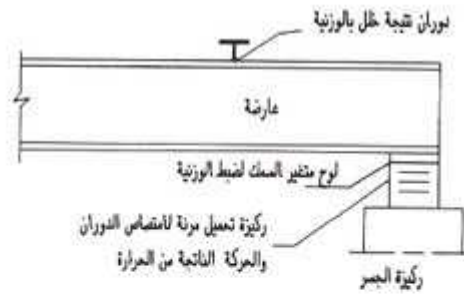 دوران نتيجة خلل بالوزنية
عارضة
لوح متغير السمك لضبط الوزنية
ركيزة تحميل مرنة لامتصاص الدوران
والحركة الناتجة من الحرارة
ركيزة الجسر